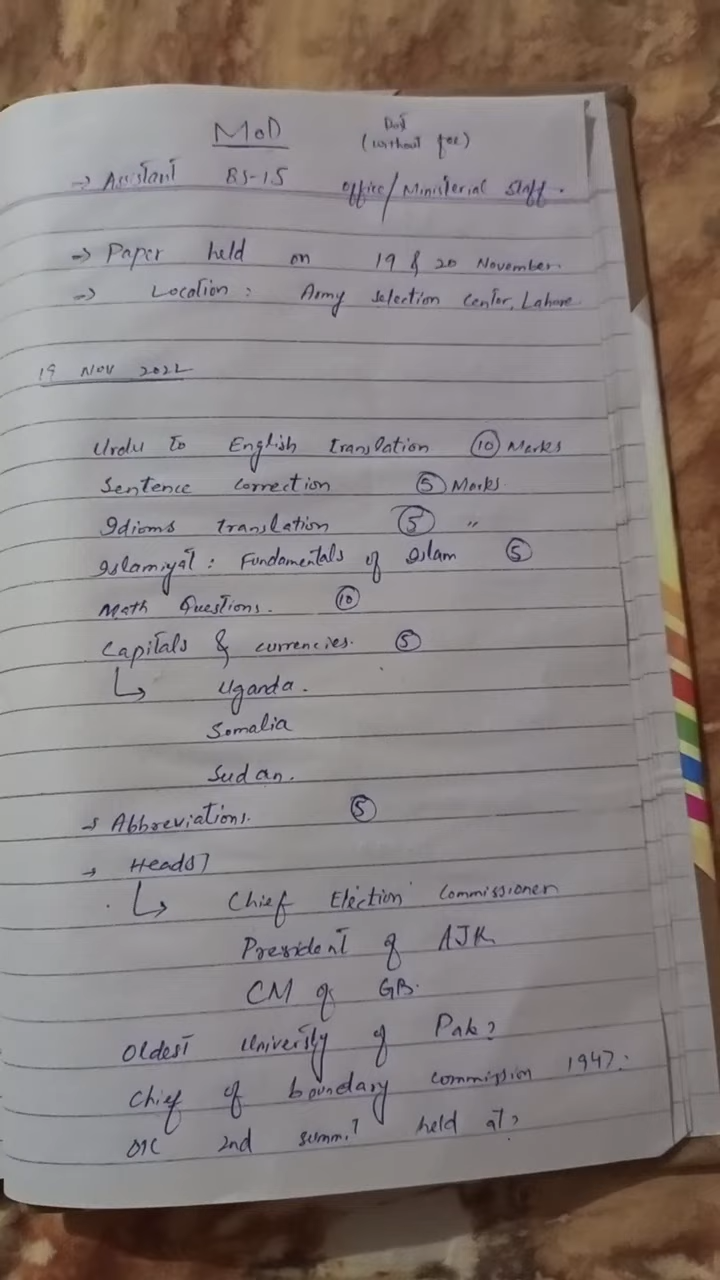 MOD (without fee)
→ Assistant BS-15 office/Ministerial staff.
⇒ Paper held on 19 & 20 November.
⇒ Location : Army selection center, Lahore.
19 Nov 2022
Urdu to English translation 10 Marks
Sentence correction 5 Marks.
Idioms translation 5 "
Islamiyat : Fundamentals of Islam 5
Math Questions. 10
Capitals & currencies. 5
↳ Uganda.
Somalia
Sudan.
→ Abbreviations. 5
→ Heads?
↳ Chief Election Commissioner
President of AJK
CM of GB.
Oldest University of Pak?
Chief of boundary commission 1947.
OIC 2nd summit held at?